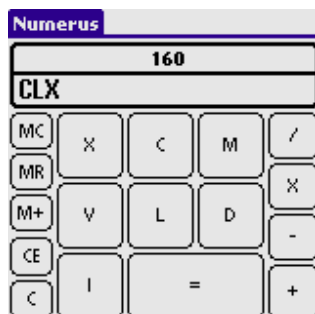 Numerus
160
CLX
MC X C M /
MR X
M+ V L D -
CE
C I = +